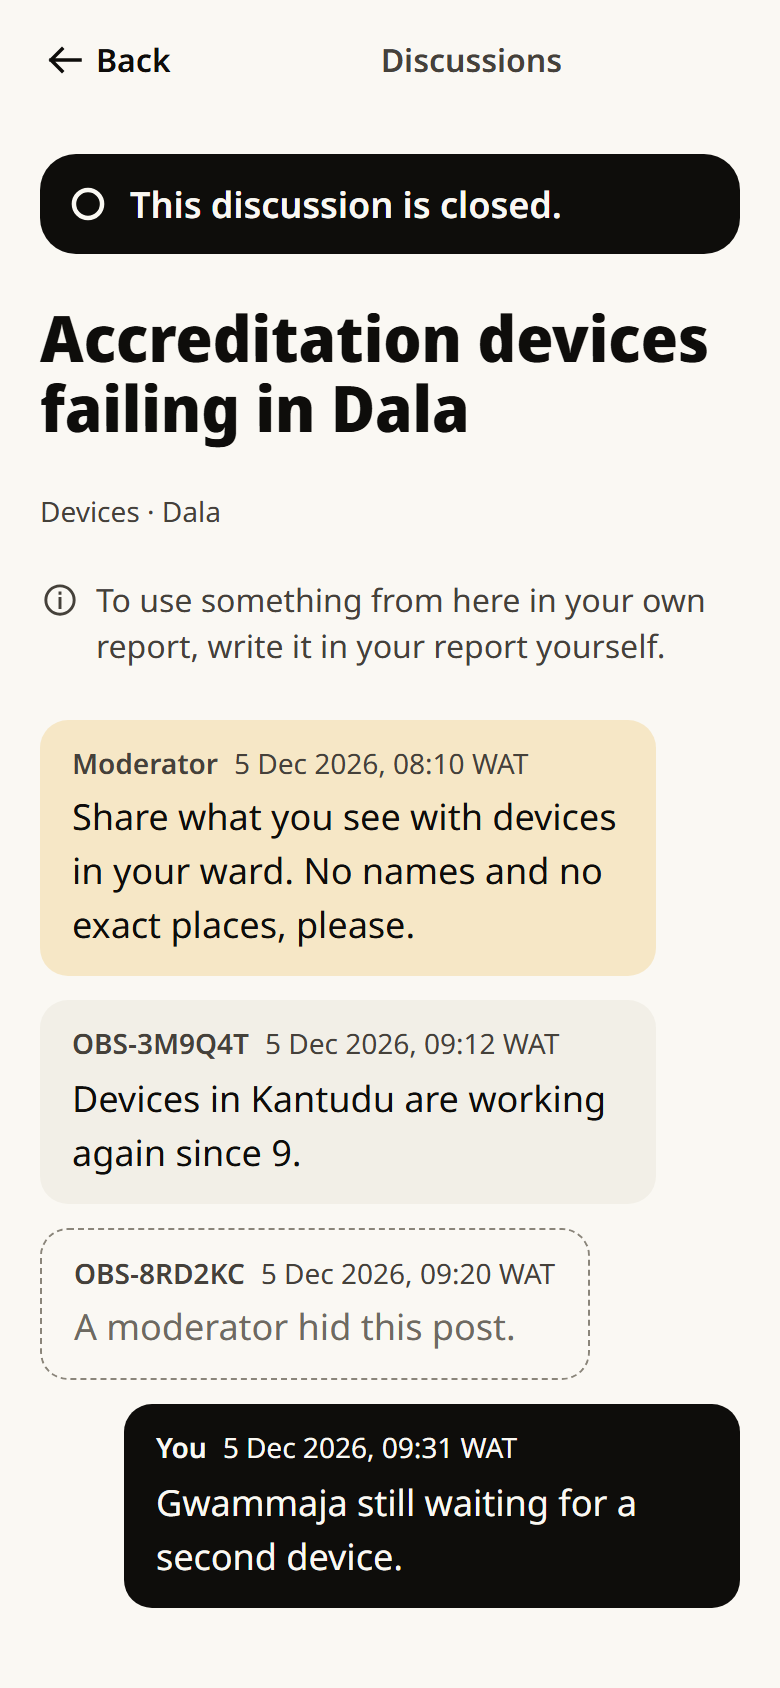 Back
Discussions
This discussion is closed.
Accreditation devices
failing in Dala
Devices · Dala
To use something from here in your own
report, write it in your report yourself.
Moderator 5 Dec 2026, 08:10 WAT
Share what you see with devices
in your ward. No names and no
exact places, please.
OBS-3M9Q4T 5 Dec 2026, 09:12 WAT
Devices in Kantudu are working
again since 9.
OBS-8RD2KC 5 Dec 2026, 09:20 WAT
A moderator hid this post.
You 5 Dec 2026, 09:31 WAT
Gwammaja still waiting for a
second device.